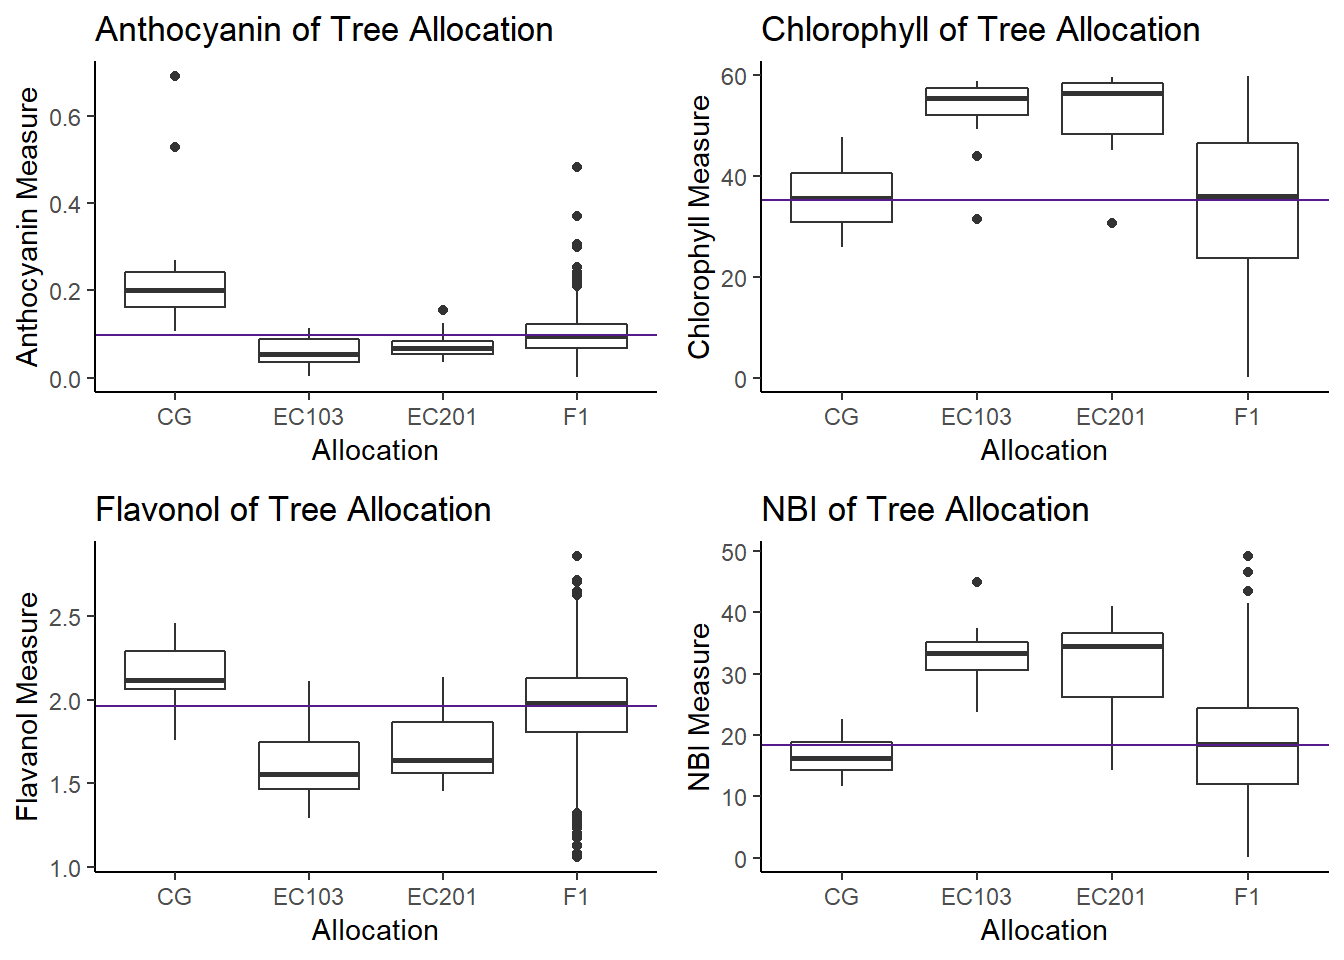 Anthocyanin of Tree Allocation
Anthocyanin Measure
0.6
0.4
0.2
0.0
CG EC103 EC201 F1
Allocation
Chlorophyll of Tree Allocation
Chlorophyll Measure
60
40
20
0
CG EC103 EC201 F1
Allocation
Flavonol of Tree Allocation
Flavanol Measure
2.5
2.0
1.5
1.0
CG EC103 EC201 F1
Allocation
NBI of Tree Allocation
NBI Measure
50
40
30
20
10
0
CG EC103 EC201 F1
Allocation